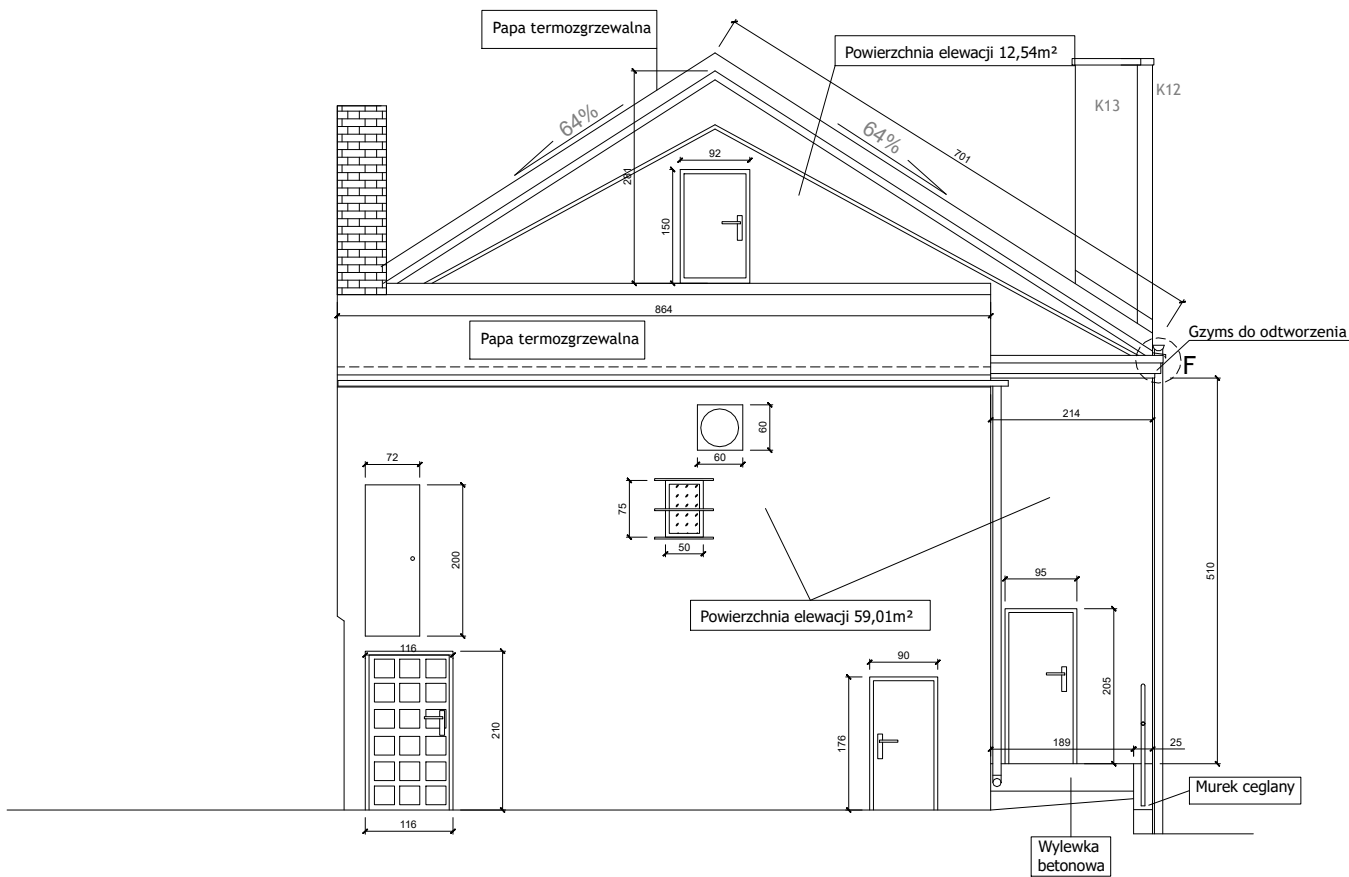 Papa termozgrzewalna
Powierzchnia elewacji 12,54m²
K13
K12
64%
64%
701
281
92
150
864
Papa termozgrzewalna
Gzyms do odtworzenia
F
214
60
60
72
75
50
200
510
95
Powierzchnia elewacji 59,01m²
116
90
205
210
176
189
25
Murek ceglany
116
Wylewka
betonowa